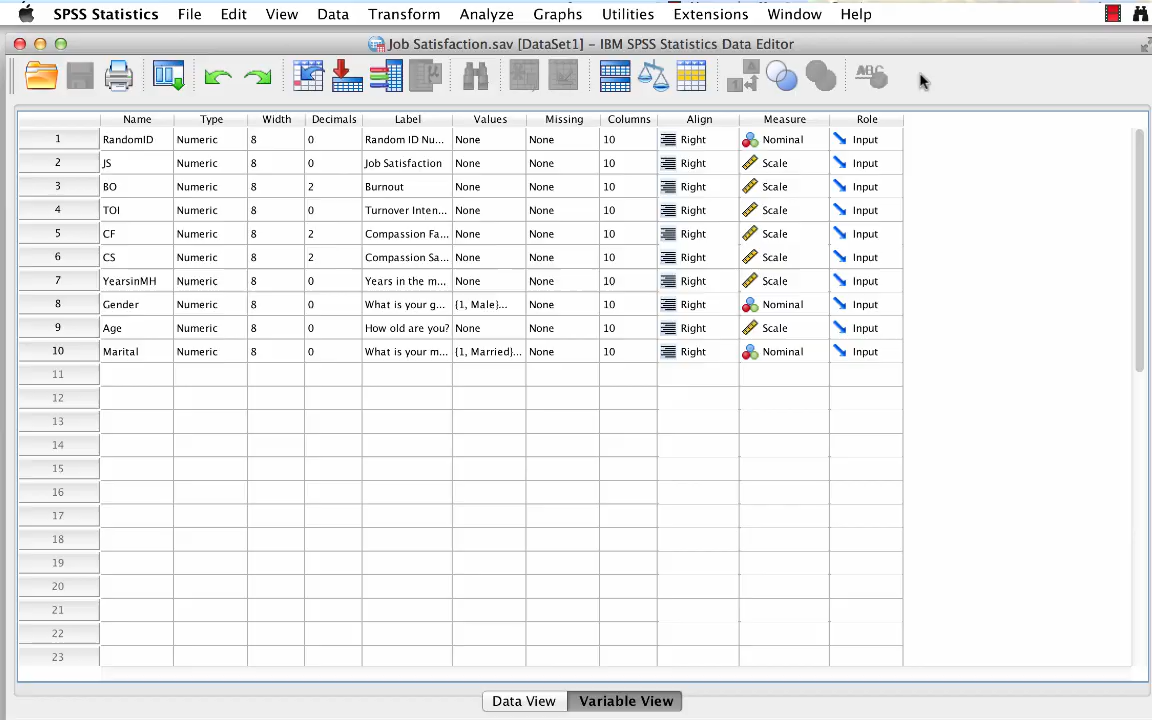 SPSS Statistics File Edit View Data Transform Analyze Graphs Utilities Extensions Window Help
Job Satisfaction.sav [DataSet1] – IBM SPSS Statistics Data Editor
1 A
ABC
Name Type Width Decimals Label Values Missing Columns Align Measure Role
1 RandomID Numeric 8 0 Random ID Nu... None None 10 Right Nominal Input
2 JS Numeric 8 0 Job Satisfaction None None 10 Right Scale Input
3 BO Numeric 8 2 Burnout None None 10 Right Scale Input
4 TOI Numeric 8 0 Turnover Inten... None None 10 Right Scale Input
5 CF Numeric 8 2 Compassion Fa... None None 10 Right Scale Input
6 CS Numeric 8 2 Compassion Sa... None None 10 Right Scale Input
7 YearsinMH Numeric 8 0 Years in the m... None None 10 Right Scale Input
8 Gender Numeric 8 0 What is your g... {1, Male}... None 10 Right Nominal Input
9 Age Numeric 8 0 How old are you? None None 10 Right Scale Input
10 Marital Numeric 8 0 What is your m... {1, Married}... None 10 Right Nominal Input
11
12
13
14
15
16
17
18
19
20
21
22
23
Data View Variable View